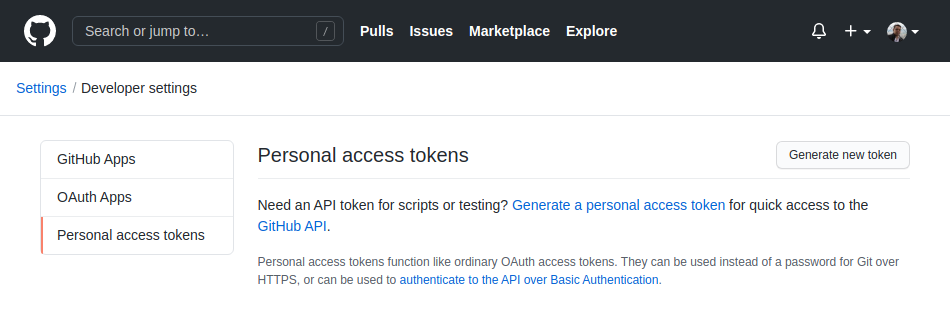 Search or jump to… /
Pulls Issues Marketplace Explore
Settings / Developer settings
GitHub Apps
OAuth Apps
Personal access tokens
Personal access tokens
Generate new token
Need an API token for scripts or testing? Generate a personal access token for quick access to the
GitHub API.
Personal access tokens function like ordinary OAuth access tokens. They can be used instead of a password for Git over
HTTPS, or can be used to authenticate to the API over Basic Authentication.